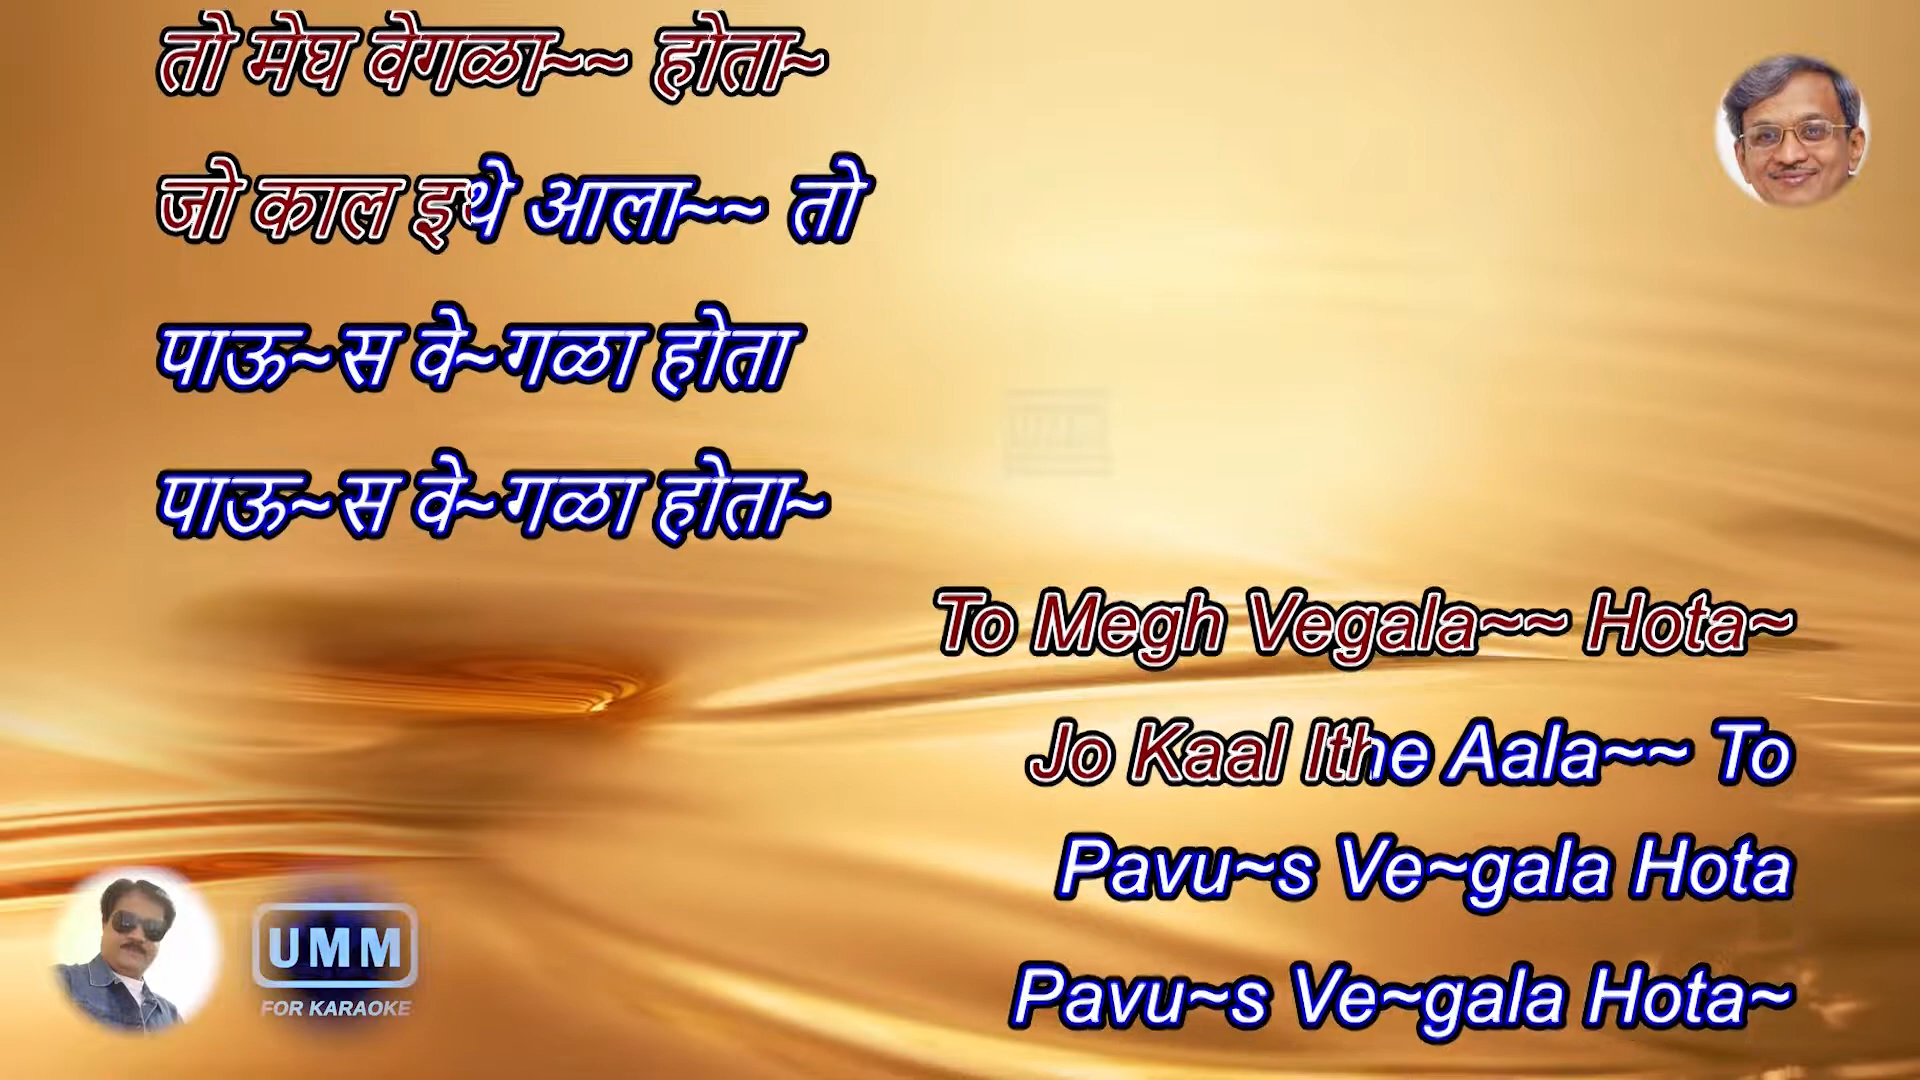 तो मेघ वेगळा~~ होता~
जो काल इथे आला~~ तो
पाऊ~स वे~गळा होता
पाऊ~स वे~गळा होता~
To Megh Vegala~~ Hota~
Jo Kaal Ithe Aala~~ To
Pavu~s Ve~gala Hota
Pavu~s Ve~gala Hota~
UMM
FOR KARAOKE